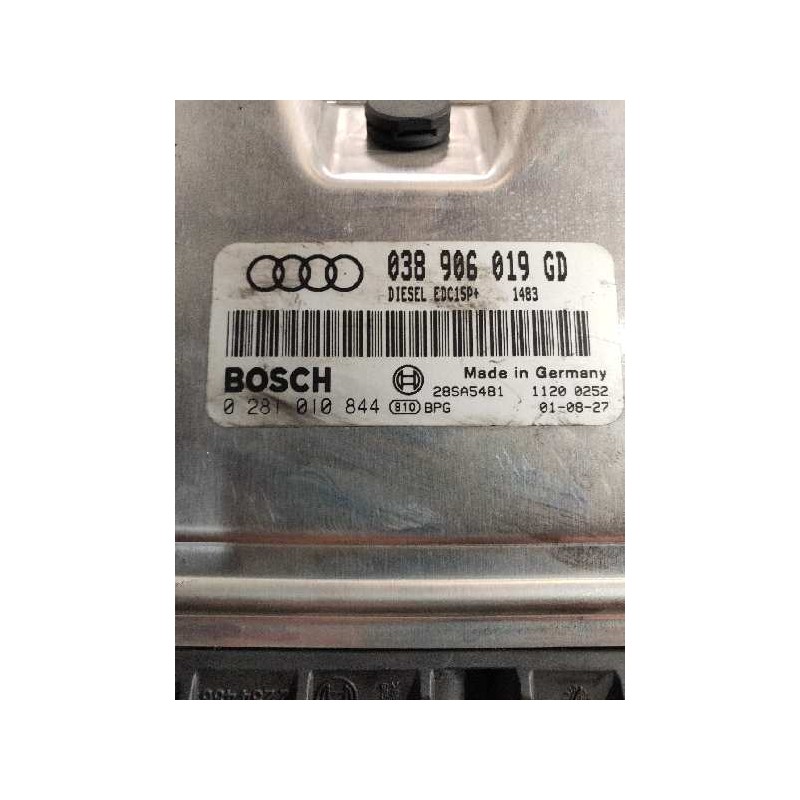 038 906 019 GD
DIESEL EDC15P+ 1483
BOSCH
Made in Germany
28SA5481 1120 0252
0 281 010 844 810 BPG 01-08-27